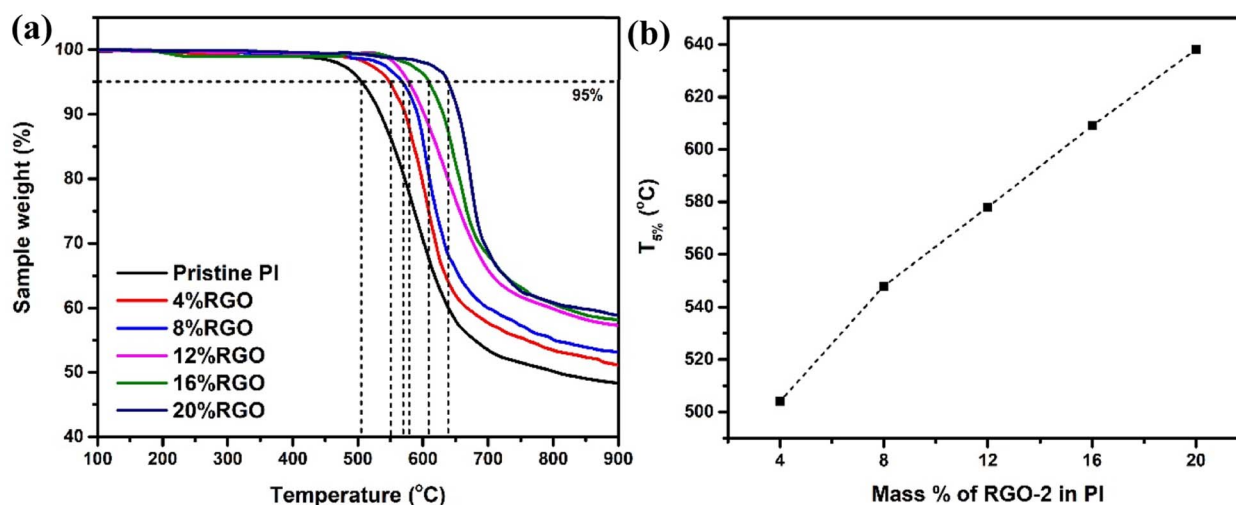 (a)
Sample weight (%)
100
90
80
70
60
50
40
95%
Pristine PI
4%RGO
8%RGO
12%RGO
16%RGO
20%RGO
100 200 300 400 500 600 700 800 900
Temperature (°C)
(b)
T5% (°C)
640
620
600
580
560
540
520
500
4 8 12 16 20
Mass % of RGO-2 in PI